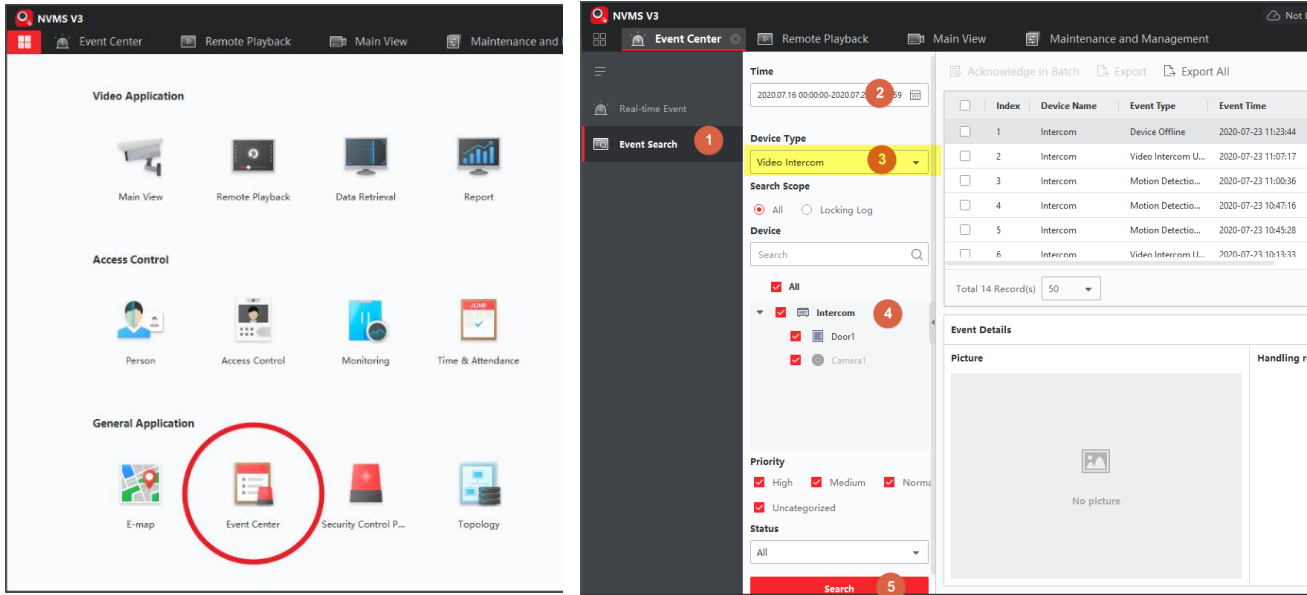 NVMS V3
Event Center Remote Playback Main View Maintenance and
Video Application
Main View Remote Playback Data Retrieval Report
Access Control
JUNE
Person Access Control Monitoring Time & Attendance
General Application
E-map Event Center Security Control P... Topology
NVMS V3
Not
Event Center Remote Playback Main View Maintenance and Management
Real-time Event
Event Search 1
Time
2020.07.16 00:00:00-2020.07.2 2 59
Device Type
Video Intercom 3
Search Scope
All Locking Log
Device
Search
All
Intercom 4
Door1
Camera1
Priority
High Medium Norma
Uncategorized
Status
All
Search 5
Acknowledge in Batch Export Export All
Index Device Name Event Type Event Time
1 Intercom Device Offline 2020-07-23 11:23:44
2 Intercom Video Intercom U... 2020-07-23 11:07:17
3 Intercom Motion Detectio... 2020-07-23 11:00:36
4 Intercom Motion Detectio... 2020-07-23 10:47:16
5 Intercom Motion Detectio... 2020-07-23 10:45:28
6 Intercom Video Intercom U... 2020-07-23 10:13:33
Total 14 Record(s) 50
Event Details
Picture Handling r
No picture